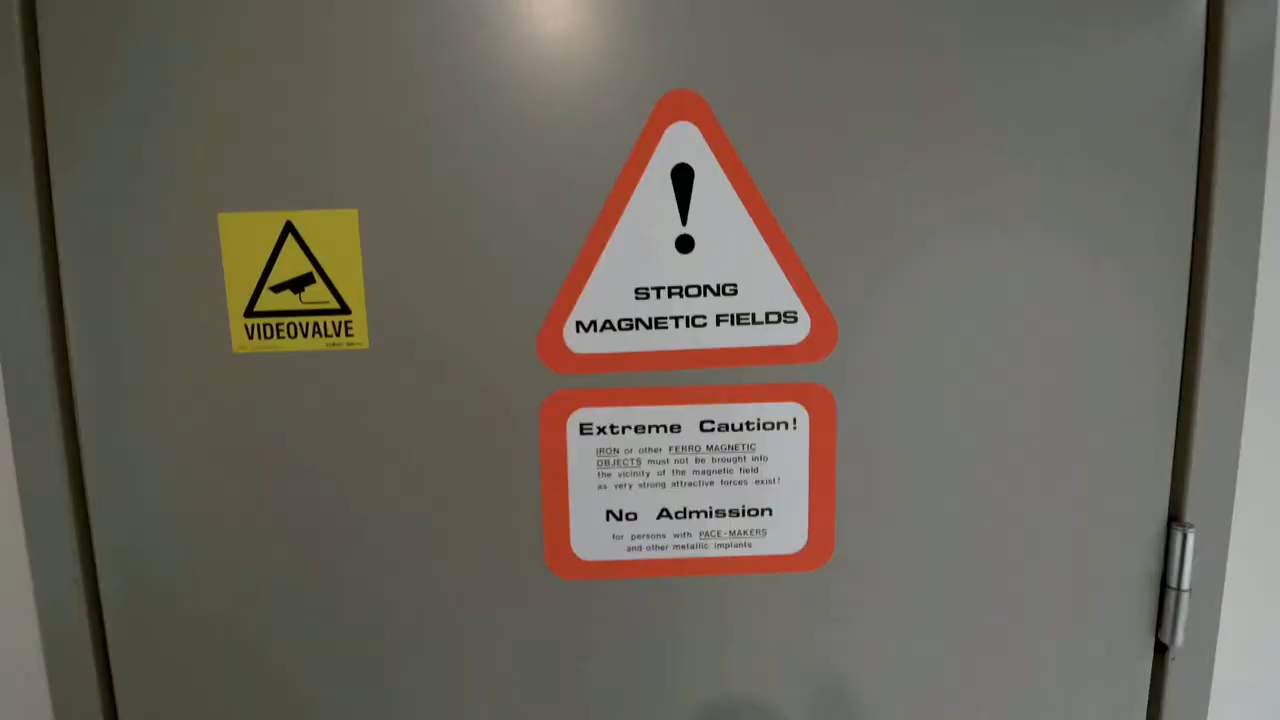 VIDEOVALVE
STRONG
MAGNETIC FIELDS
Extreme Caution!
IRON or other FERRO MAGNETIC
OBJECTS must not be brought into
the vicinity of the magnetic field
as very strong attractive forces exist!
No Admission
for persons with PACE-MAKERS
and other metallic implants